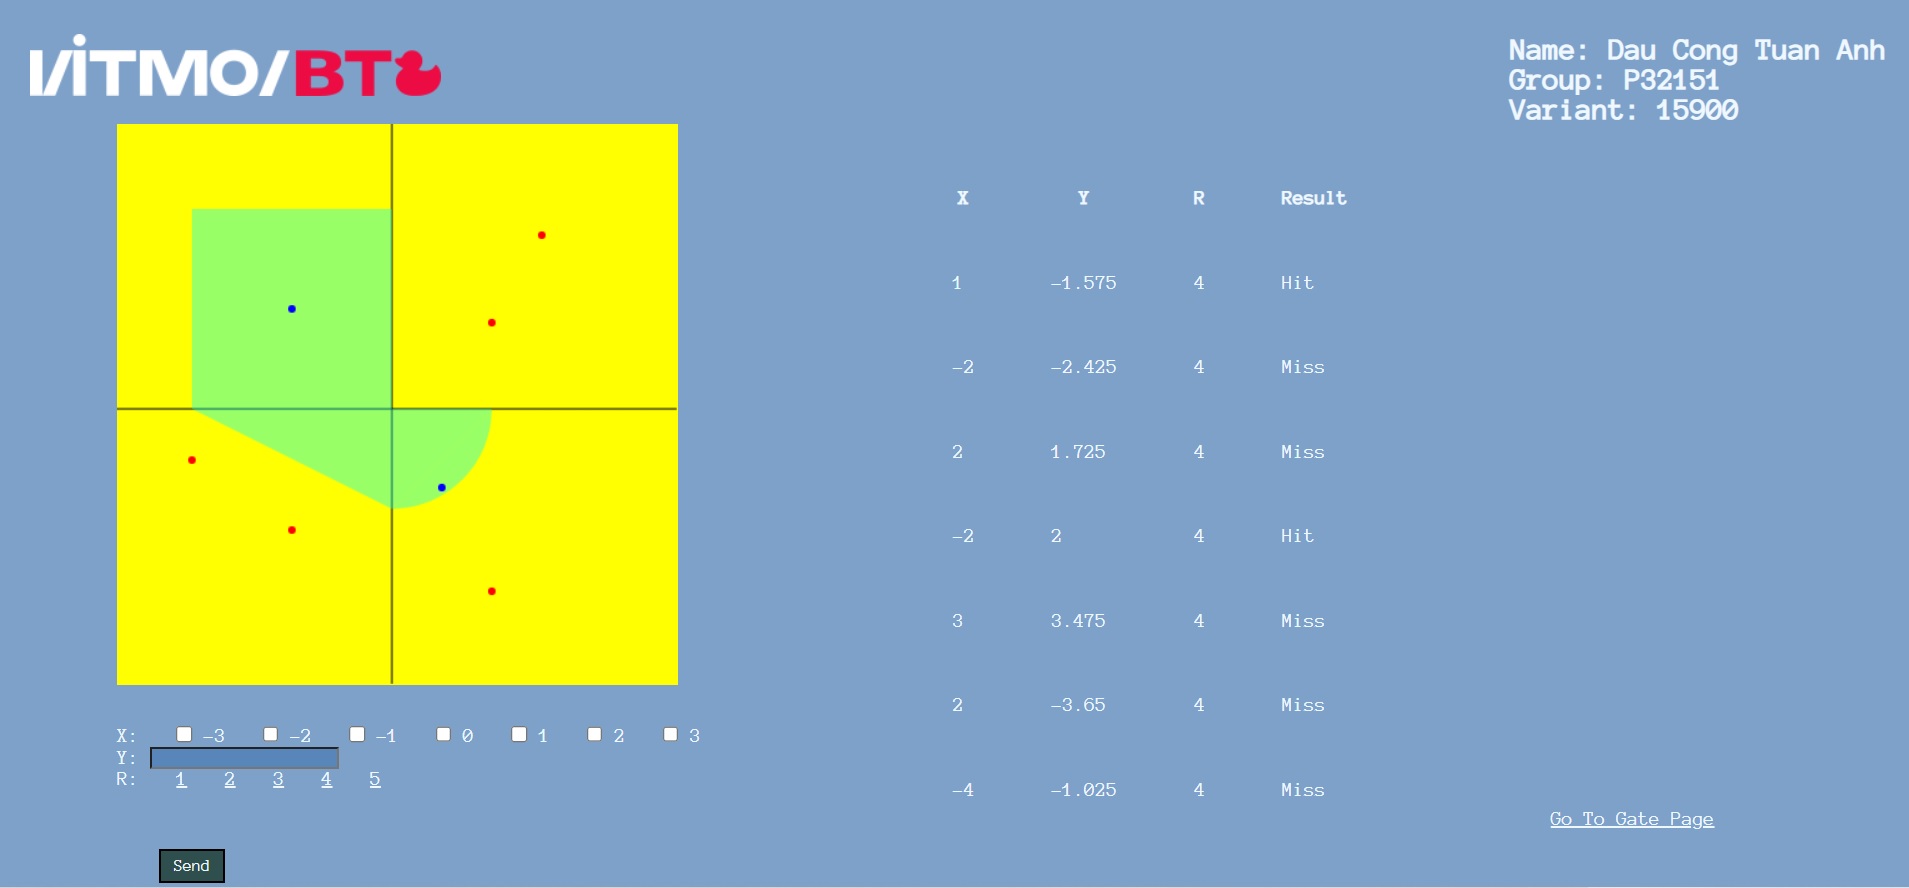 İTMO/BT
Name: Dau Cong Tuan Anh
Group: P32151
Variant: 15900
X Y R Result
1 -1.575 4 Hit
-2 -2.425 4 Miss
2 1.725 4 Miss
-2 2 4 Hit
3 3.475 4 Miss
2 -3.65 4 Miss
-4 -1.025 4 Miss
X: -3 -2 -1 0 1 2 3
Y:
R: 1 2 3 4 5
Go To Gate Page
Send